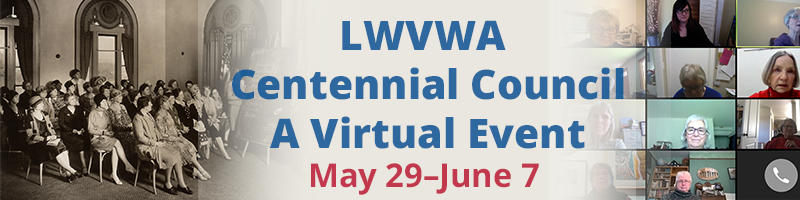 LWVWA
Centennial Council
A Virtual Event
May 29–June 7